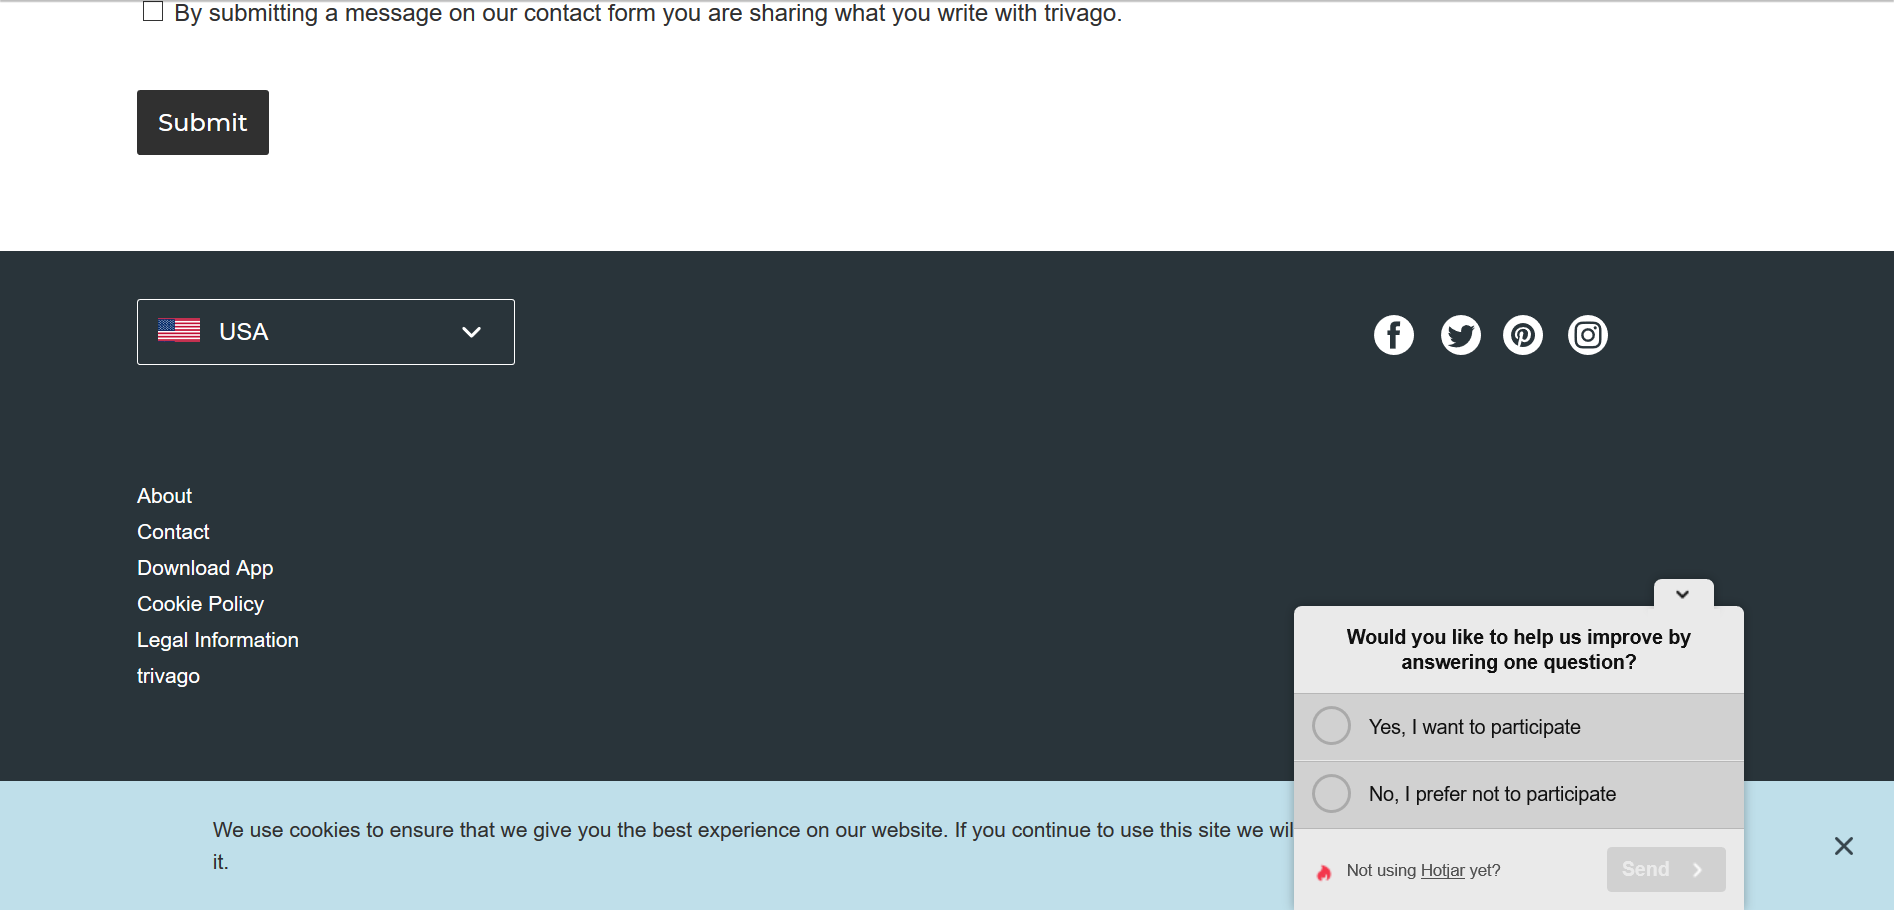 By submitting a message on our contact form you are sharing what you write with trivago.
Submit
USA
About
Contact
Download App
Cookie Policy
Legal Information
trivago
Would you like to help us improve by
answering one question?
Yes, I want to participate
No, I prefer not to participate
Not using Hotjar yet?
Send
We use cookies to ensure that we give you the best experience on our website. If you continue to use this site we
it.